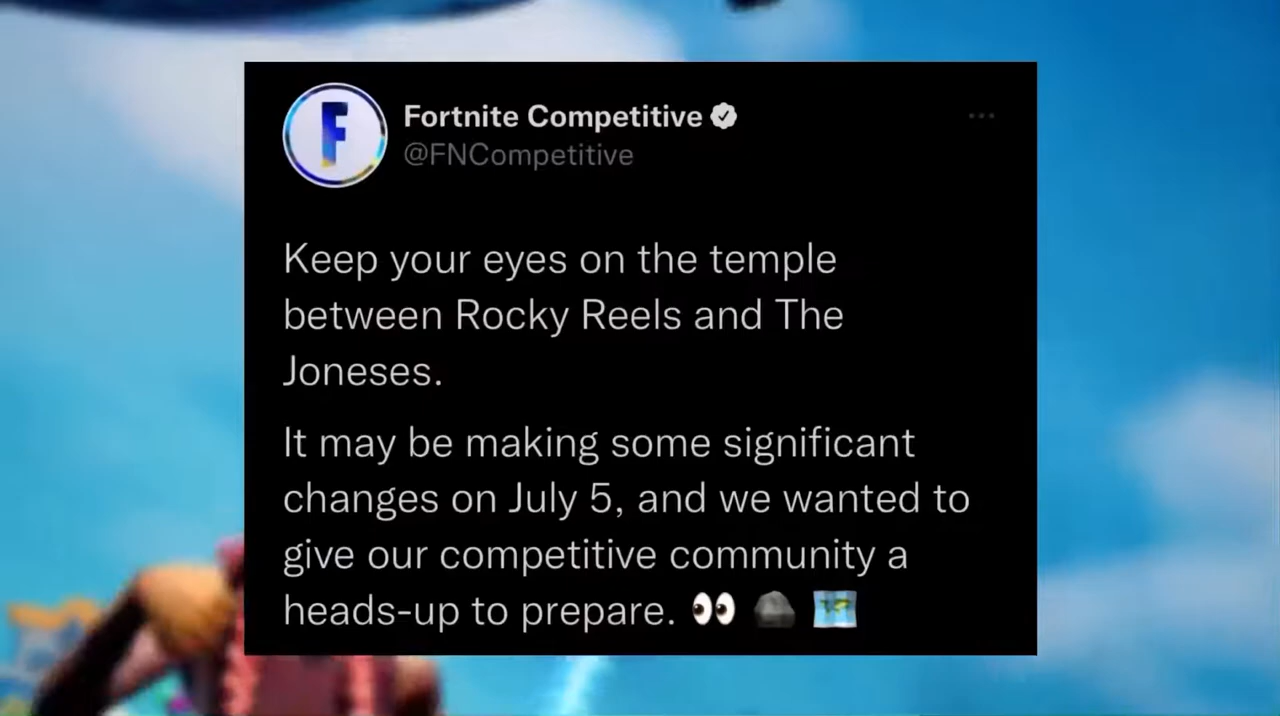 F
Fortnite Competitive
@FNCompetitive
Keep your eyes on the temple
between Rocky Reels and The
Joneses.
It may be making some significant
changes on July 5, and we wanted to
give our competitive community a
heads-up to prepare. 👀 🪨 🗺️